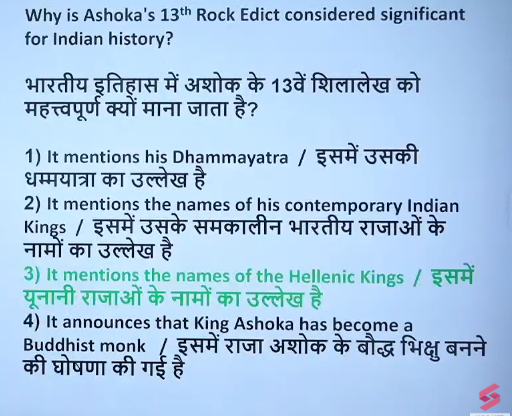 Why is Ashoka's 13th Rock Edict considered significant
for Indian history?
भारतीय इतिहास में अशोक के 13वें शिलालेख को
महत्त्वपूर्ण क्यों माना जाता है?
1) It mentions his Dhammayatra / इसमें उसकी
धम्मयात्रा का उल्लेख है
2) It mentions the names of his contemporary Indian
Kings / इसमें उसके समकालीन भारतीय राजाओं के
नामों का उल्लेख है
3) It mentions the names of the Hellenic Kings / इसमें
यूनानी राजाओं के नामों का उल्लेख है
4) It announces that King Ashoka has become a
Buddhist monk / इसमें राजा अशोक के बौद्ध भिक्षु बनने
की घोषणा की गई है